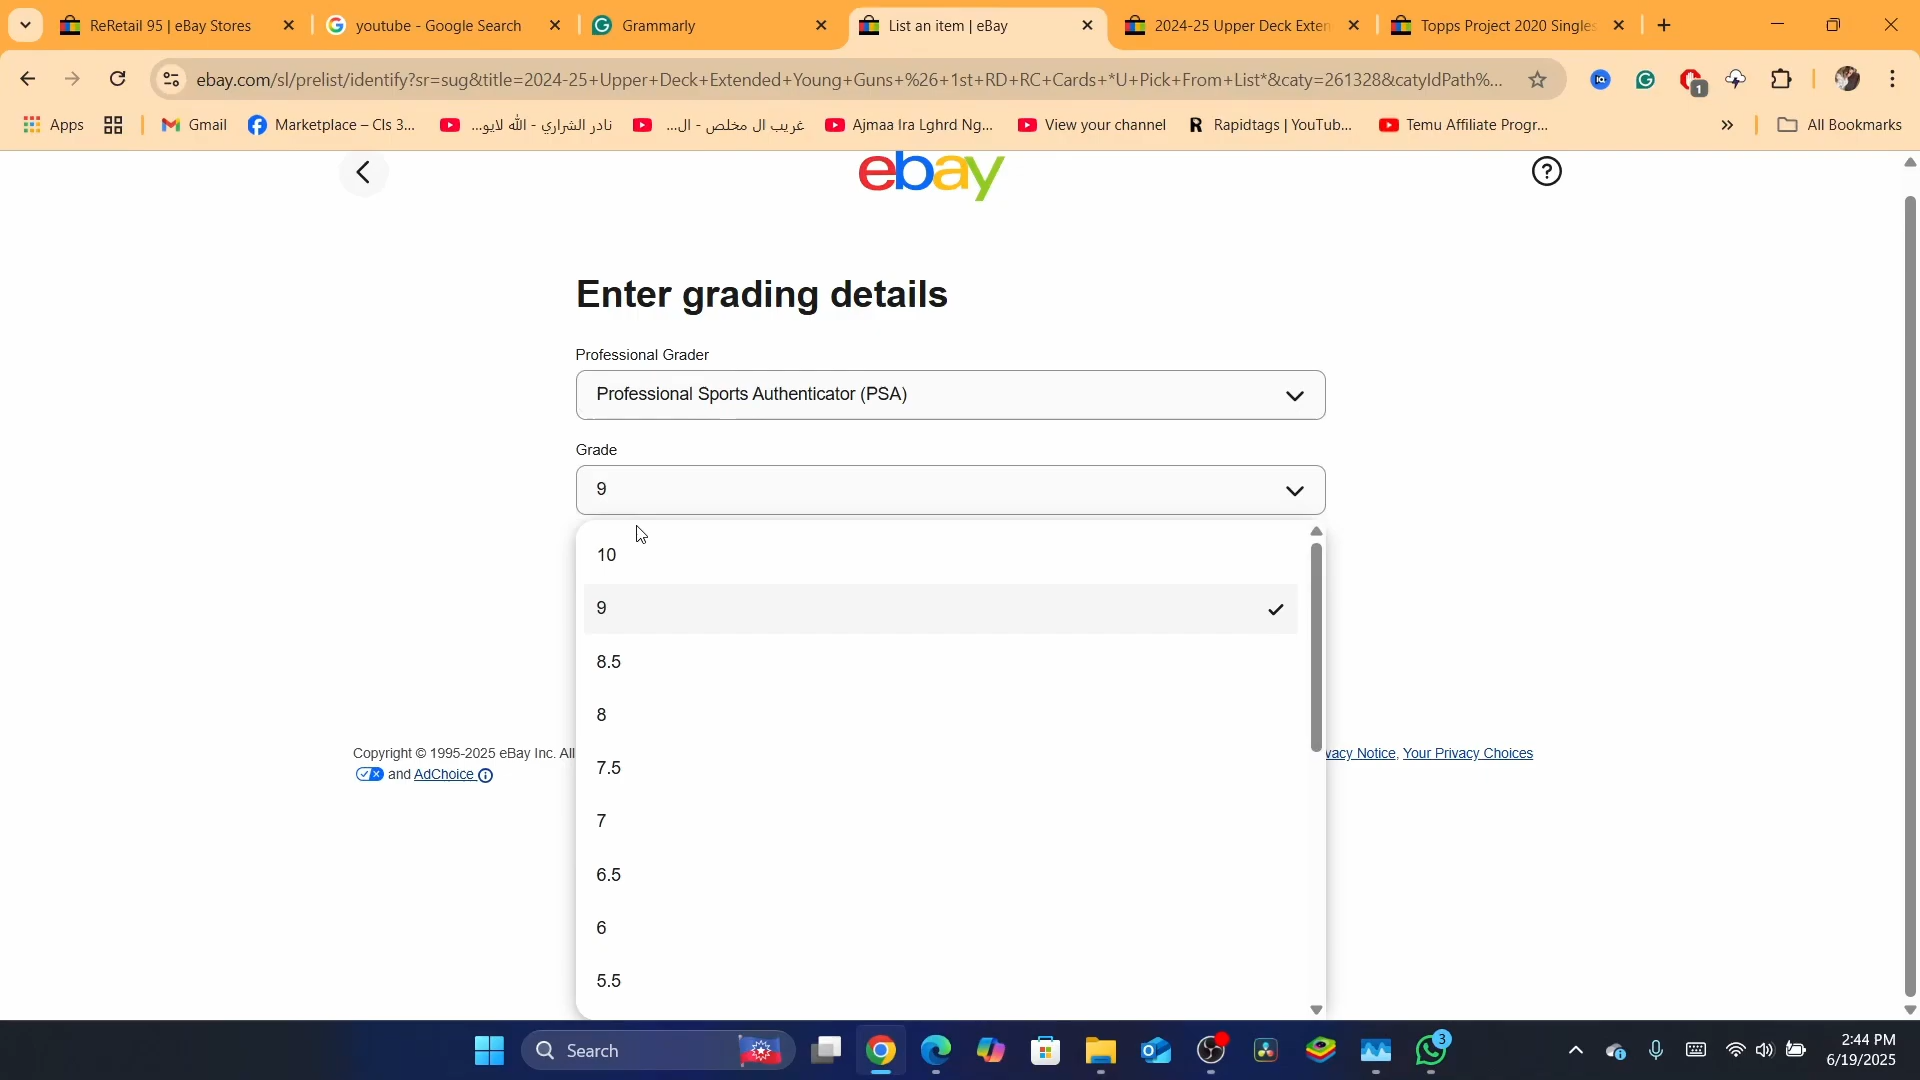 ReRetail 95 | eBay Stores
youtube - Google Search
Grammarly
List an item | eBay
2024-25 Upper Deck Exten
Topps Project 2020 Singles
ebay.com/sl/prelist/identify?sr=sug&title=2024-25+Upper+Deck+Extended+Young+Guns+%26+1st+RD+RC+Cards+*U+Pick+From+List*&caty=261328&catyIdPath%...
1
Apps
Gmail
Marketplace – Cls 3...
نادر الشراري - الله لايو...
غريب ال مخلص - ال...
Ajmaa Ira Lghrd Ng...
View your channel
Rapidtags | YouTub...
Temu Affiliate Progr...
All Bookmarks
ebay
Enter grading details
Professional Grader
Professional Sports Authenticator (PSA)
Grade
9
10
9
8.5
8
7.5
7
6.5
6
5.5
Copyright © 1995-2025 eBay Inc. All
vacy Notice, Your Privacy Choices
and AdChoice
Search
3
2:44 PM
6/19/2025